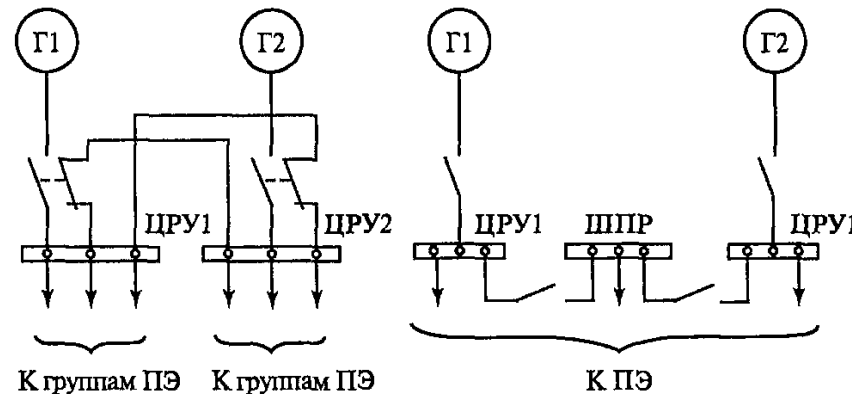 Г1
Г2
Г1
Г2
ЦРУ1
ЦРУ2
ЦРУ1
ШПР
ЦРУ1
К группам ПЭ
К группам ПЭ
К ПЭ